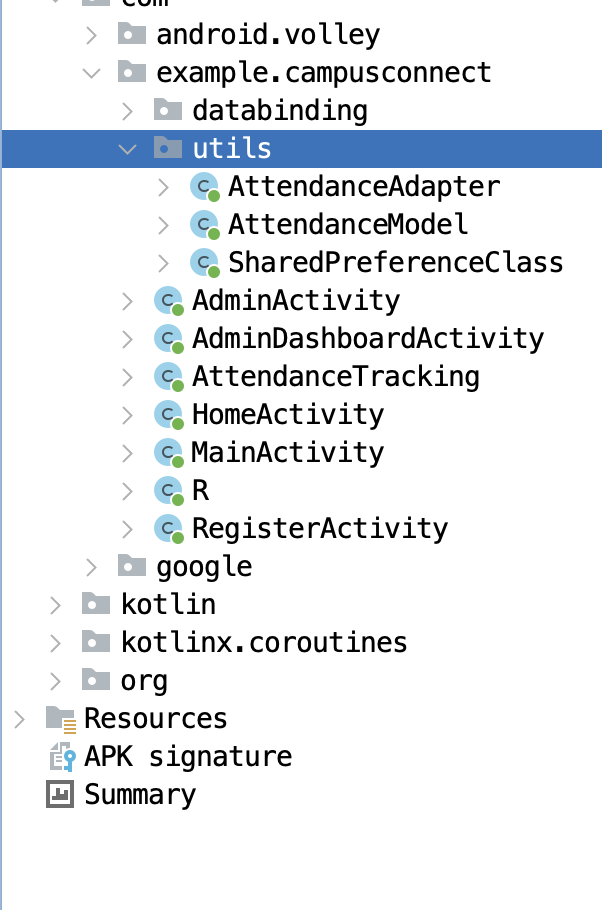 com
android.volley
example.campusconnect
databinding
utils
AttendanceAdapter
AttendanceModel
SharedPreferenceClass
AdminActivity
AdminDashboardActivity
AttendanceTracking
HomeActivity
MainActivity
R
RegisterActivity
google
kotlin
kotlinx.coroutines
org
Resources
APK signature
Summary